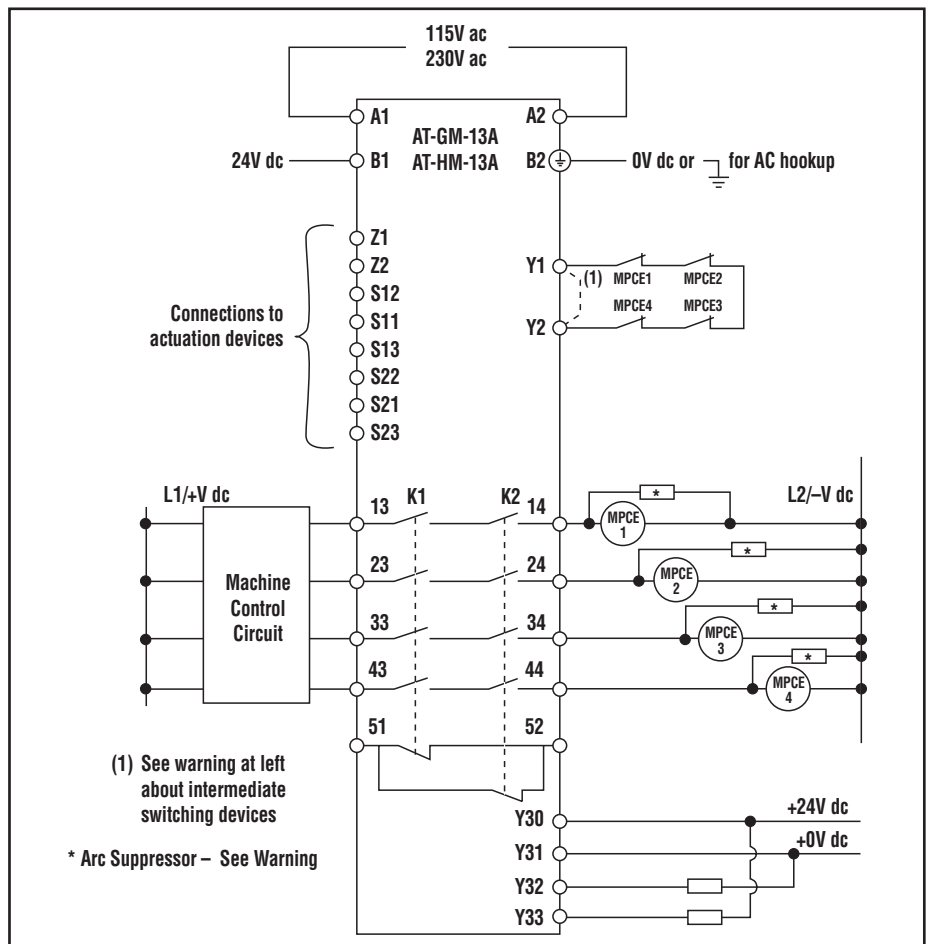 115V ac
230V ac
A1
A2
AT-GM-13A
AT-HM-13A
24V dc
B1
B2
0V dc or
for AC hookup
Z1
Z2
S12
S11
S13
S22
S21
S23
Connections to
actuation devices
Y1
(1)
MPCE1
MPCE2
MPCE4
MPCE3
Y2
L1/+V dc
13
K1
K2
14
*
L2/–V dc
MPCE
1
23
24
*
MPCE
2
Machine
Control
Circuit
33
34
*
MPCE
3
43
44
*
MPCE
4
51
52
(1) See warning at left
about intermediate
switching devices
* Arc Suppressor – See Warning
Y30
+24V dc
Y31
+0V dc
Y32
Y33